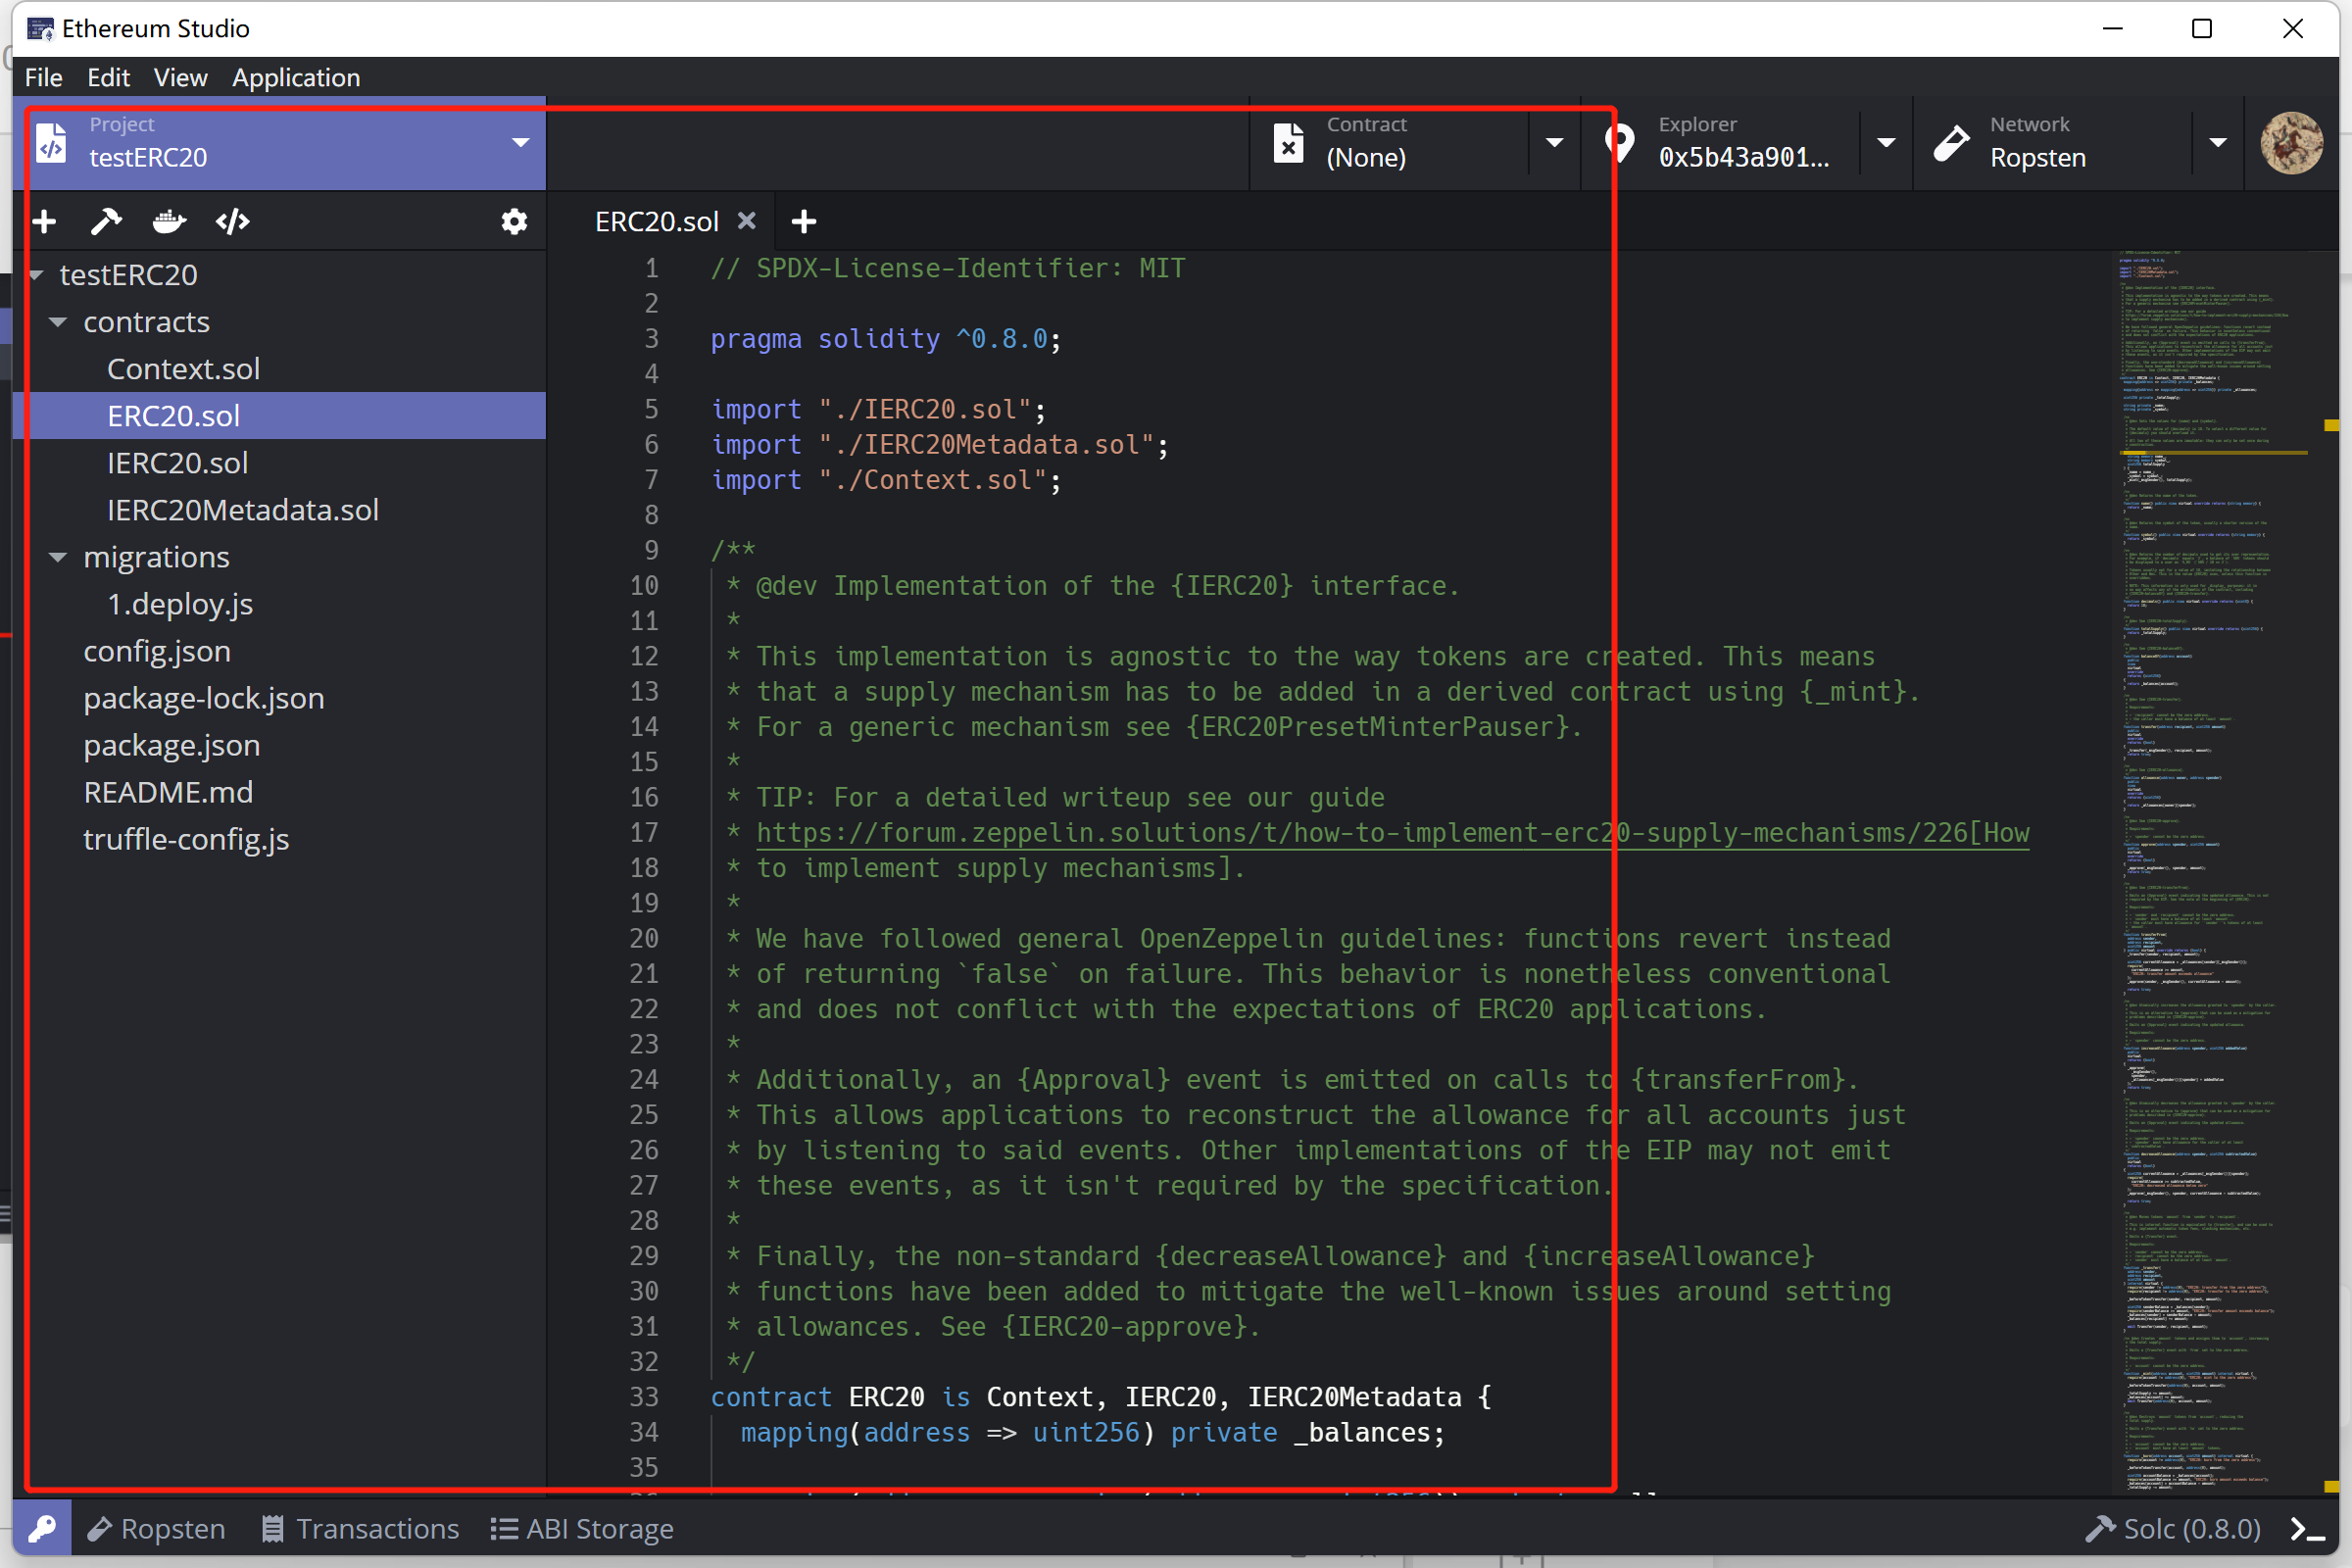 Ethereum Studio
File Edit View Application
Project
testERC20
Contract
(None)
Explorer
0x5b43a901...
Network
Ropsten
ERC20.sol
testERC20
contracts
Context.sol
ERC20.sol
IERC20.sol
IERC20Metadata.sol
migrations
1.deploy.js
config.json
package-lock.json
package.json
README.md
truffle-config.js
1 // SPDX-License-Identifier: MIT
2
3 pragma solidity ^0.8.0;
4
5 import "./IERC20.sol";
6 import "./IERC20Metadata.sol";
7 import "./Context.sol";
8
9 /**
10 * @dev Implementation of the {IERC20} interface.
11 *
12 * This implementation is agnostic to the way tokens are created. This means
13 * that a supply mechanism has to be added in a derived contract using {_mint}.
14 * For a generic mechanism see {ERC20PresetMinterPauser}.
15 *
16 * TIP: For a detailed writeup see our guide
17 * https://forum.zeppelin.solutions/t/how-to-implement-erc20-supply-mechanisms/226[How
18 * to implement supply mechanisms].
19 *
20 * We have followed general OpenZeppelin guidelines: functions revert instead
21 * of returning `false` on failure. This behavior is nonetheless conventional
22 * and does not conflict with the expectations of ERC20 applications.
23 *
24 * Additionally, an {Approval} event is emitted on calls to {transferFrom}.
25 * This allows applications to reconstruct the allowance for all accounts just
26 * by listening to said events. Other implementations of the EIP may not emit
27 * these events, as it isn't required by the specification.
28 *
29 * Finally, the non-standard {decreaseAllowance} and {increaseAllowance}
30 * functions have been added to mitigate the well-known issues around setting
31 * allowances. See {IERC20-approve}.
32 */
33 contract ERC20 is Context, IERC20, IERC20Metadata {
34 mapping(address => uint256) private _balances;
35
Ropsten Transactions ABI Storage Solc (0.8.0)